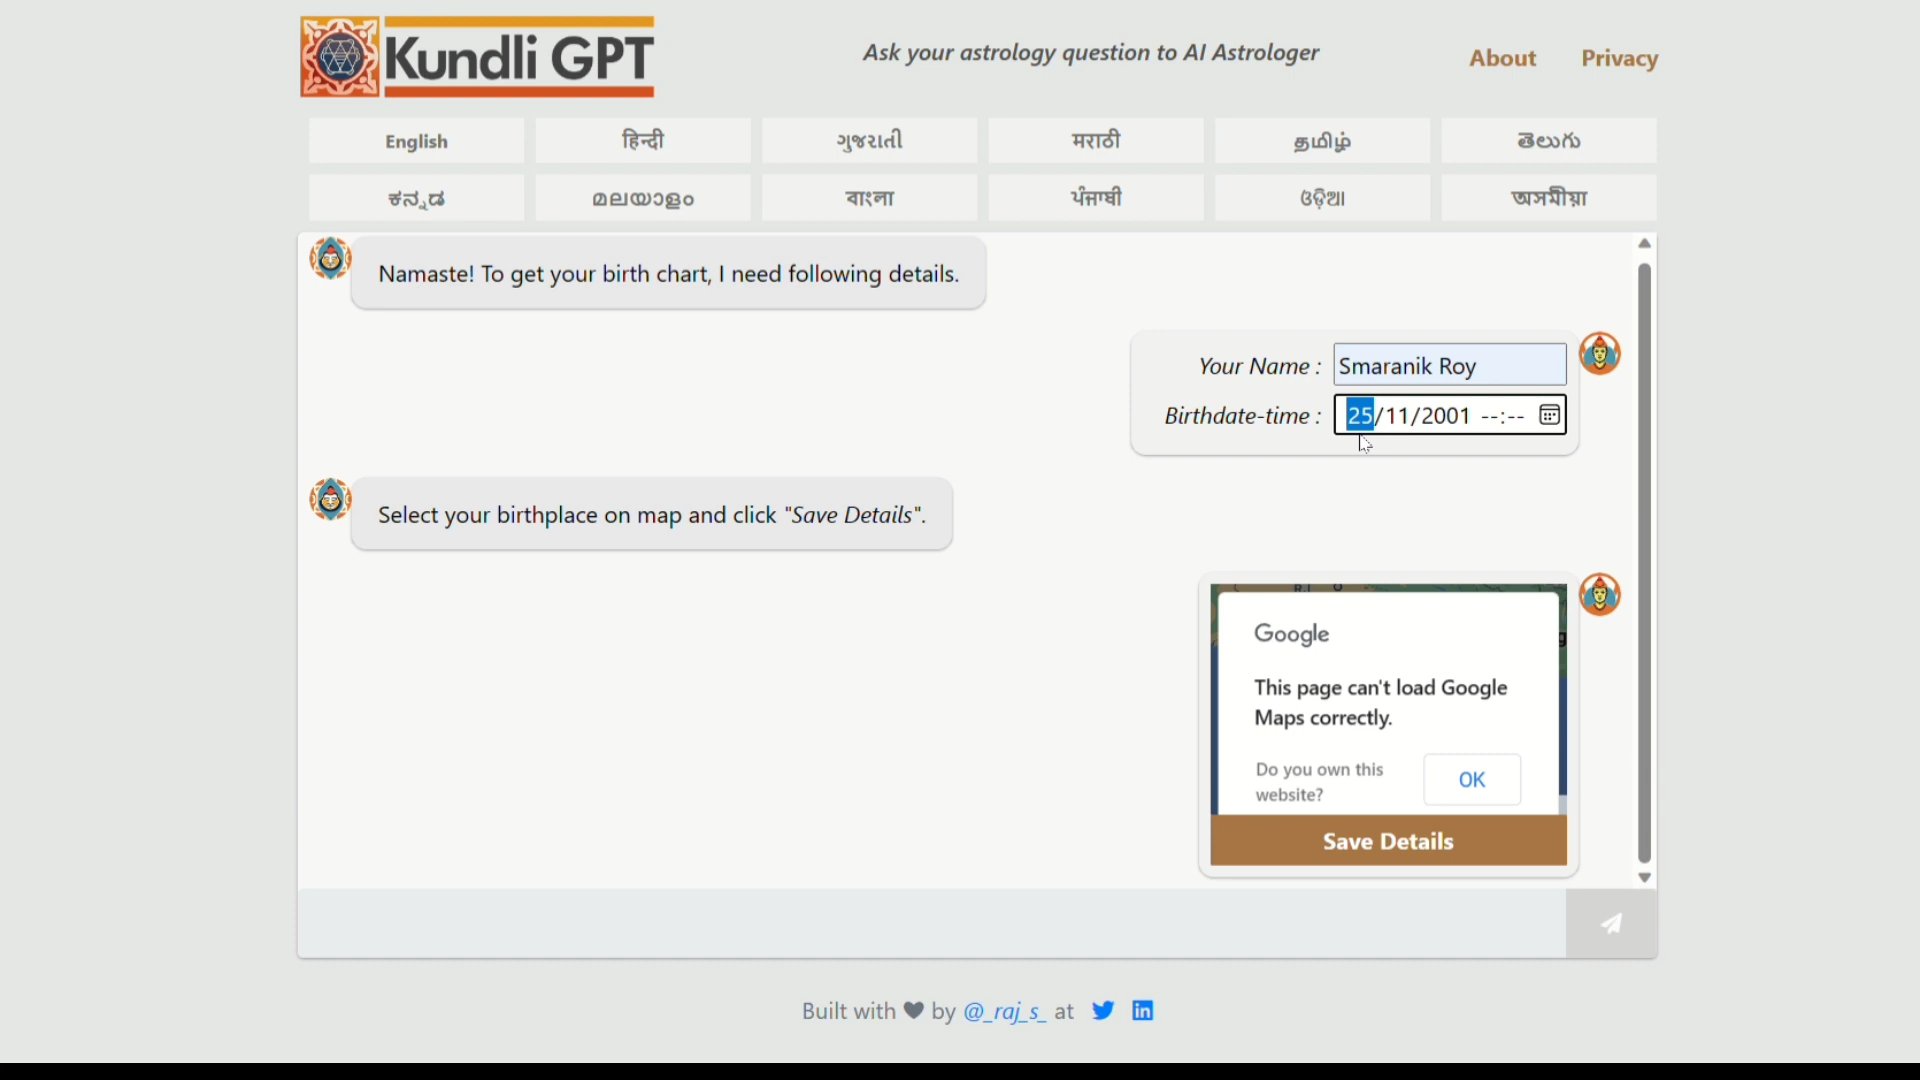 Kundli GPT
Ask your astrology question to AI Astrologer
About Privacy
English हिन्दी ગુજરાતી मराठी தமிழ் తెలుగు
ಕನ್ನಡ മലയാളം বাংলা ਪੰਜਾਬੀ ଓଡ଼ିଆ অসমীয়া
Namaste! To get your birth chart, I need following details.
Your Name : Smaranik Roy
Birthdate-time : 25/11/2001 --:--
Select your birthplace on map and click "Save Details".
Google
This page can't load Google
Maps correctly.
Do you own this
website?
OK
Save Details
Built with ♥ by @_raj_s_ at